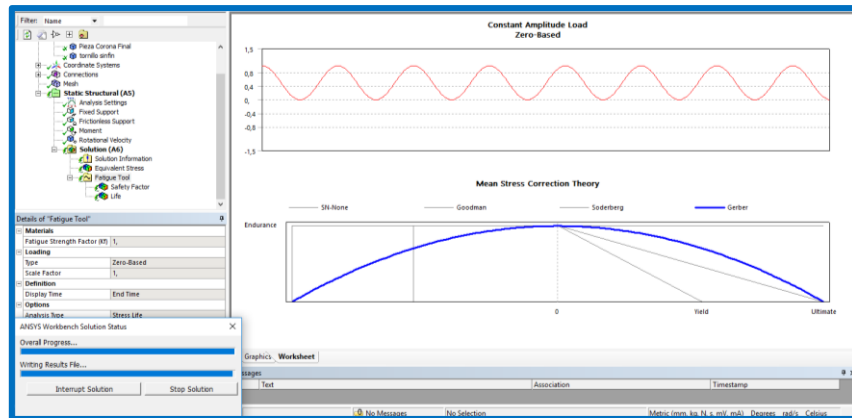 Filter: Name
Pieza Corona Final
tornillo sinfin
Coordinate Systems
Connections
Mesh
Static Structural (A5)
Analysis Settings
Fixed Support
Frictionless Support
Moment
Rotational Velocity
Solution (A6)
Solution Information
Equivalent Stress
Fatigue Tool
Safety Factor
Life
Details of "Fatigue Tool"
Materials
Fatigue Strength Factor (Kf) 1,
Loading
Type Zero-Based
Scale Factor 1,
Definition
Display Time End Time
Options
Analysis Type Stress Life
ANSYS Workbench Solution Status
Overall Progress...
Writing Results File...
Interrupt Solution Stop Solution
Constant Amplitude Load
Zero-Based
1,5
0,8
0,4
0,
-0,4
-0,8
-1,5
Mean Stress Correction Theory
SN-None Goodman Soderberg Gerber
Endurance
0 Yield Ultimate
Graphics Worksheet
ssages
Text Association Timestamp
No Messages No Selection Metric (mm, kg, N, s, mV, mA) Degrees rad/s Celsius